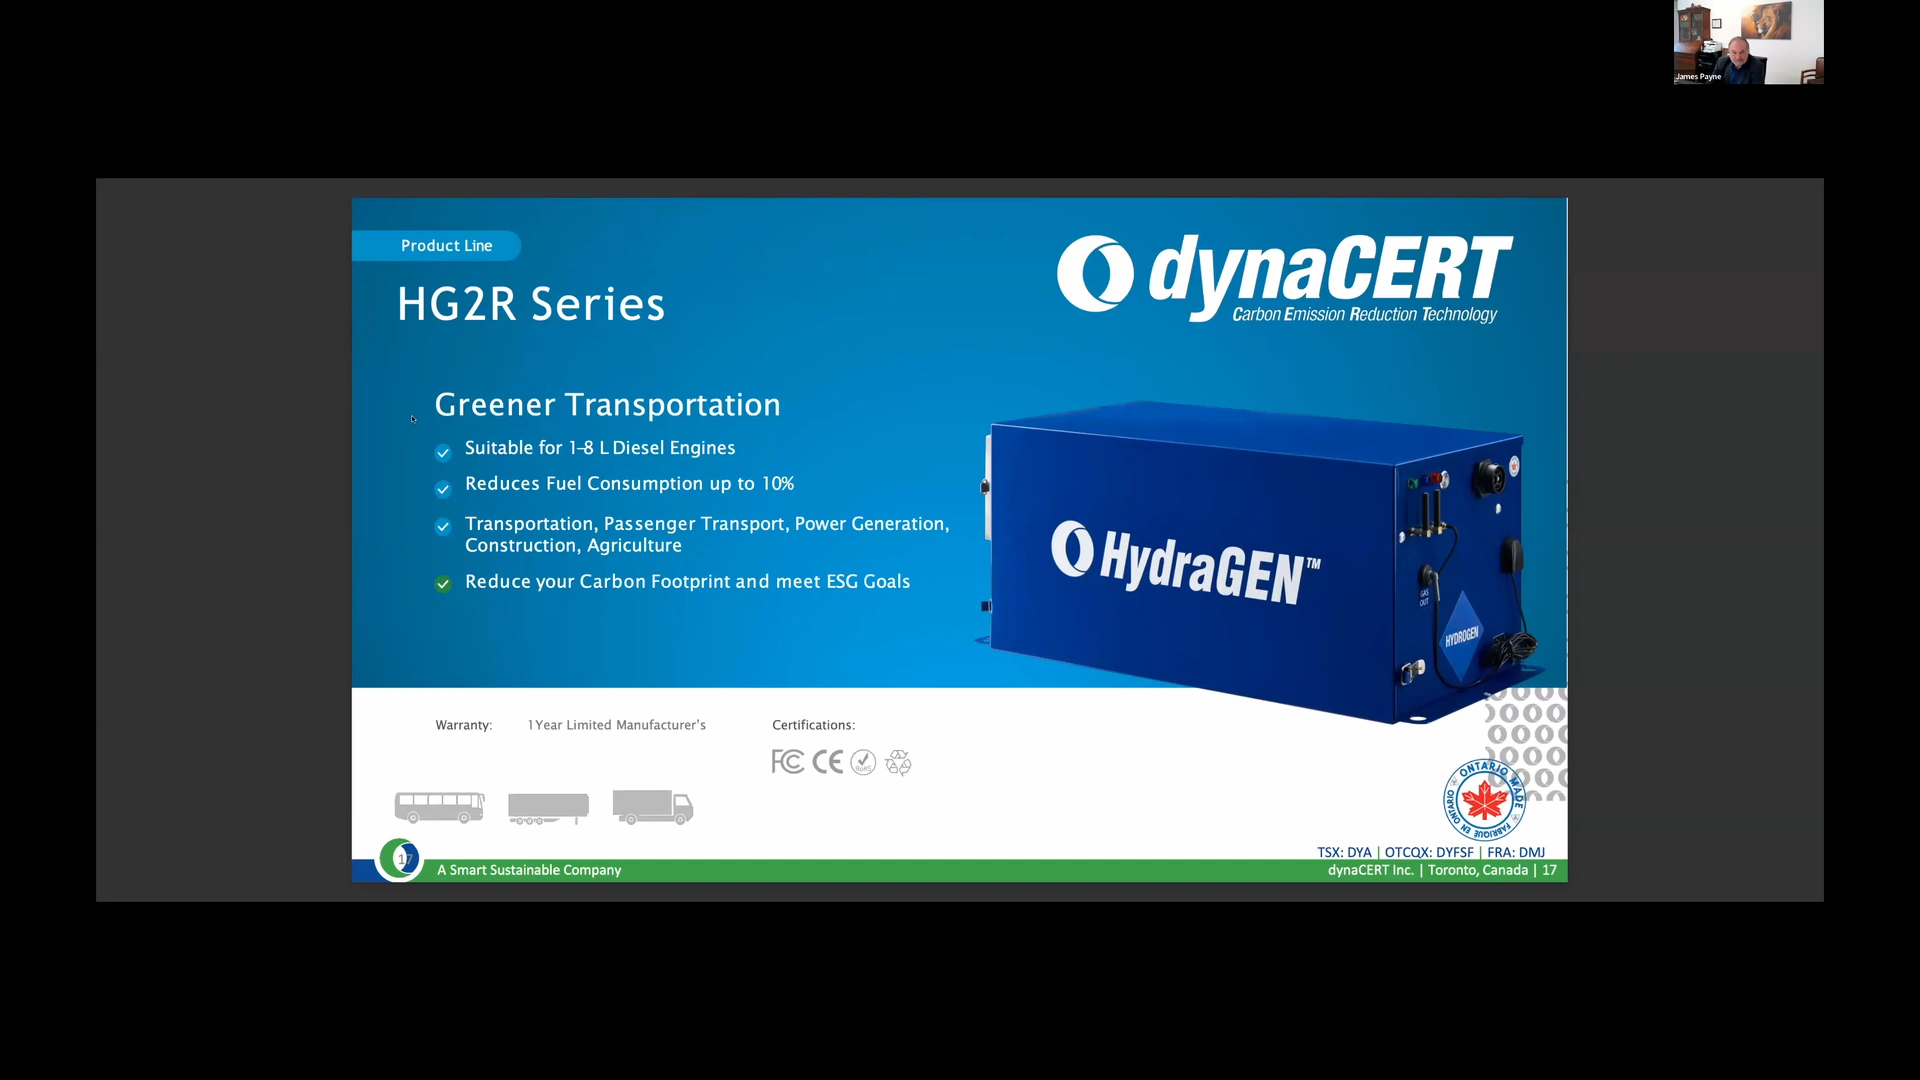 James Payne
Product Line
HG2R Series
dynaCERT
Carbon Emission Reduction Technology
Greener Transportation
Suitable for 1–8 L Diesel Engines
Reduces Fuel Consumption up to 10%
Transportation, Passenger Transport, Power Generation,
Construction, Agriculture
Reduce your Carbon Footprint and meet ESG Goals
HydraGEN™
GAS
OUT
HYDROGEN
Warranty: 1 Year Limited Manufacturer's
Certifications:
FC CE RoHS
ONTARIO MADE
FABRIQUÉ EN ONTARIO
TSX: DYA | OTCQX: DYFSF | FRA: DMJ
17
A Smart Sustainable Company
dynaCERT Inc. | Toronto, Canada | 17